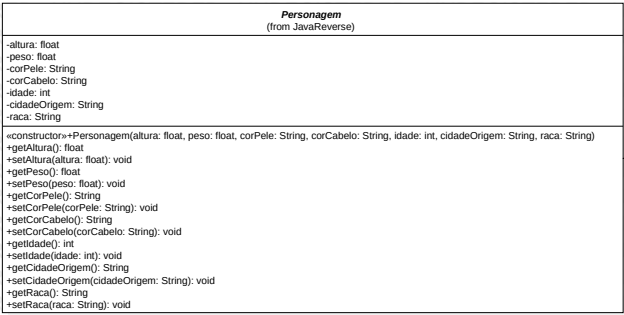 Personagem
(from JavaReverse)
-altura: float
-peso: float
-corPele: String
-corCabelo: String
-idade: int
-cidadeOrigem: String
-raca: String
«constructor»+Personagem(altura: float, peso: float, corPele: String, corCabelo: String, idade: int, cidadeOrigem: String, raca: String)
+getAltura(): float
+setAltura(altura: float): void
+getPeso(): float
+setPeso(peso: float): void
+getCorPele(): String
+setCorPele(corPele: String): void
+getCorCabelo(): String
+setCorCabelo(corCabelo: String): void
+getIdade(): int
+setIdade(idade: int): void
+getCidadeOrigem(): String
+setCidadeOrigem(cidadeOrigem: String): void
+getRaca(): String
+setRaca(raca: String): void